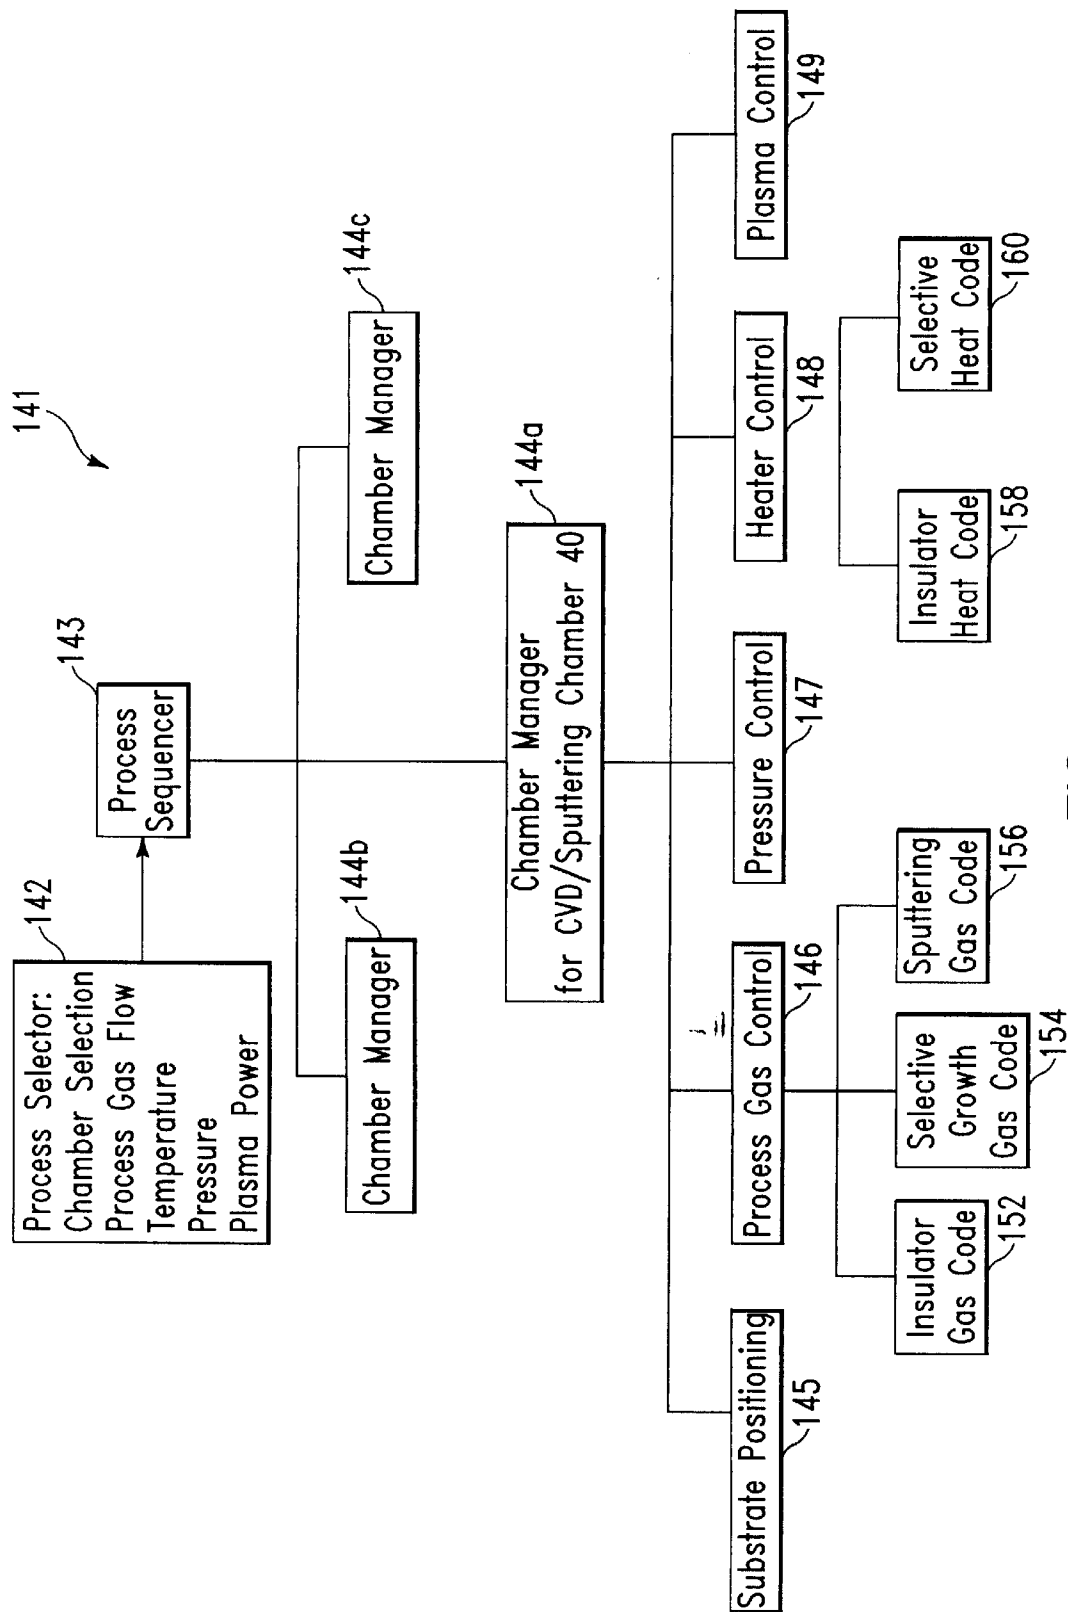 141
142
Process Selector:
Chamber Selection
Process Gas Flow
Temperature
Pressure
Plasma Power
143
Process
Sequencer
144b
Chamber Manager
144c
Chamber Manager
144a
Chamber Manager
for CVD/Sputtering Chamber 40
Substrate Positioning
145
Process Gas Control
146
Pressure Control
147
Heater Control
148
Plasma Control
149
Insulator
Gas Code
152
Selective
Growth
Gas Code
154
Sputtering
Gas Code
156
Insulator
Heat Code
158
Selective
Heat Code
160